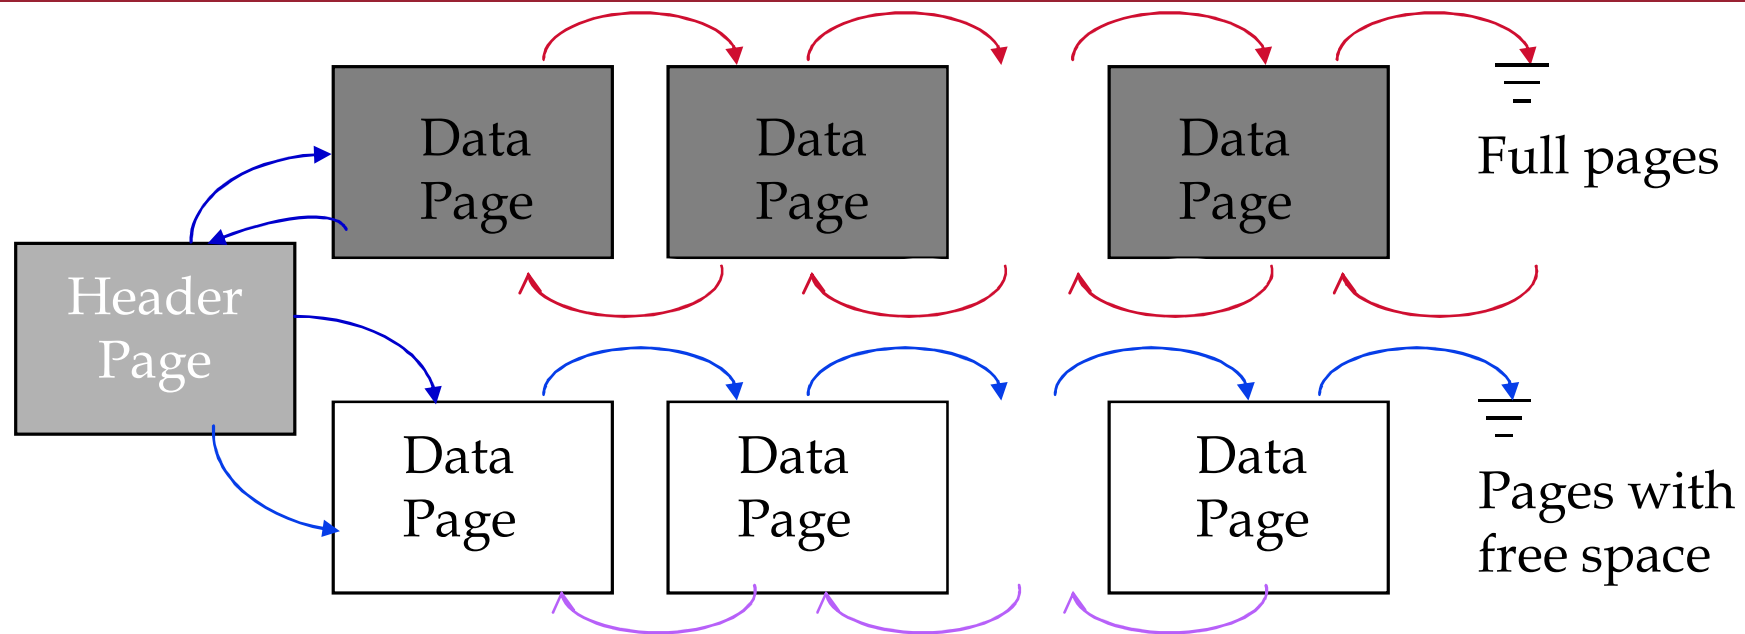 Data
Page
Data
Page
Data
Page
Full pages
Header
Page
Data
Page
Data
Page
Data
Page
Pages with
free space